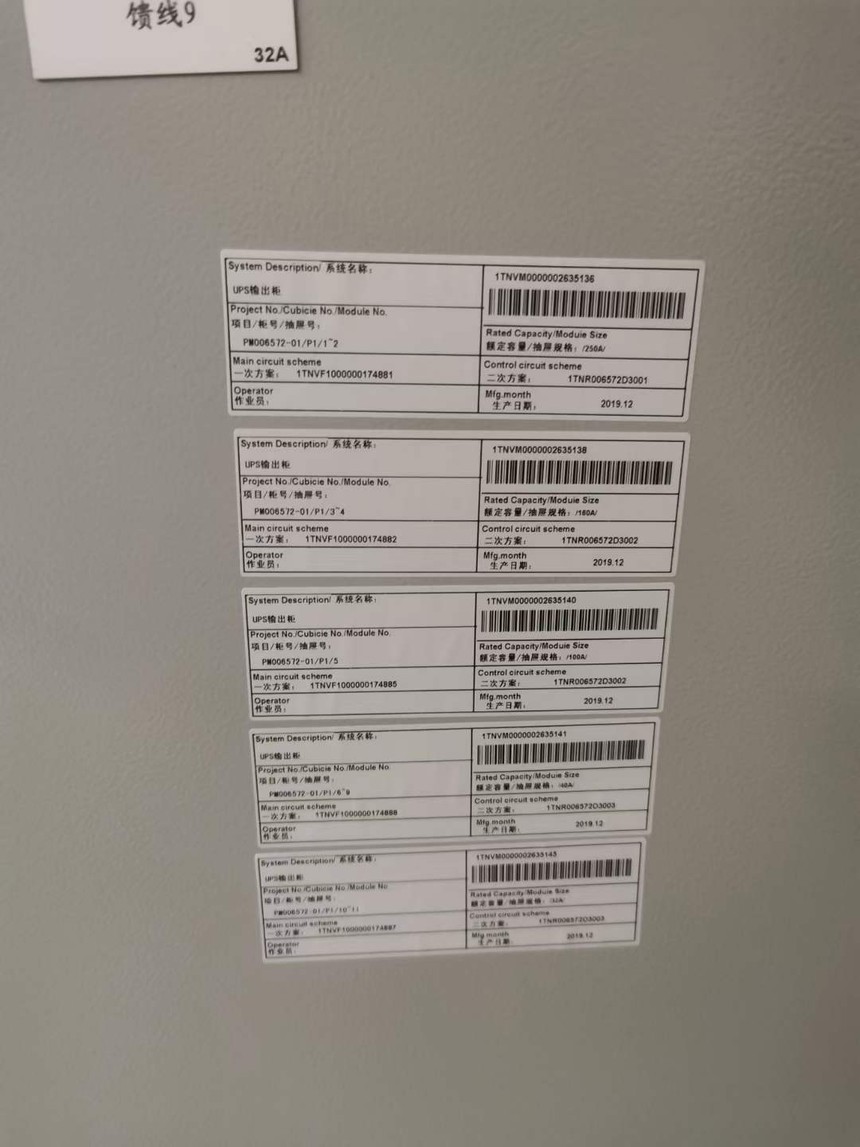 馈线9
32A
System Description/ 系统名称:
UPS输出柜
Project No./Cubicie No./Module No.
项目/柜号/抽屉号:
PM006572-01/P1/1~2
Main circuit scheme
一次方案: 1TNVF1000000174881
Operator
作业员:
1TNVM0000002635136
Rated Capacity/Moduie Size
额定容量/抽屉规格: /250A/
Control circuit scheme
二次方案: 1TNR006572D3001
Mfg.month
生产日期: 2019.12
System Description/ 系统名称:
UPS输出柜
Project No./Cubicie No./Module No.
项目/柜号/抽屉号:
PM006572-01/P1/3~4
Main circuit scheme
一次方案: 1TNVF1000000174882
Operator
作业员:
1TNVM0000002635138
Rated Capacity/Moduie Size
额定容量/抽屉规格: /160A/
Control circuit scheme
二次方案: 1TNR006572D3002
Mfg.month
生产日期: 2019.12
System Description/ 系统名称:
UPS输出柜
Project No./Cubicie No./Module No.
项目/柜号/抽屉号:
PM006572-01/P1/5
Main circuit scheme
一次方案: 1TNVF1000000174885
Operator
作业员:
1TNVM0000002635140
Rated Capacity/Moduie Size
额定容量/抽屉规格: /100A/
Control circuit scheme
二次方案: 1TNR006572D3002
Mfg.month
生产日期: 2019.12
System Description/ 系统名称:
UPS输出柜
Project No./Cubicie No./Module No.
项目/柜号/抽屉号:
PM006572-01/P1/6~9
Main circuit scheme
一次方案: 1TNVF1000000174888
Operator
作业员:
1TNVM0000002635141
Rated Capacity/Moduie Size
额定容量/抽屉规格: /40A/
Control circuit scheme
二次方案: 1TNR006572D3003
Mfg.month
生产日期: 2019.12
System Description/ 系统名称:
UPS输出柜
Project No./Cubicie No./Module No.
项目/柜号/抽屉号:
PM006572-01/P1/10~11
Main circuit scheme
一次方案: 1TNVF1000000174887
Operator
作业员:
1TNVM0000002635145
Rated Capacity/Moduie Size
额定容量/抽屉规格: /32A/
Control circuit scheme
二次方案: 1TNR006572D3003
Mfg.month
生产日期: 2019.12